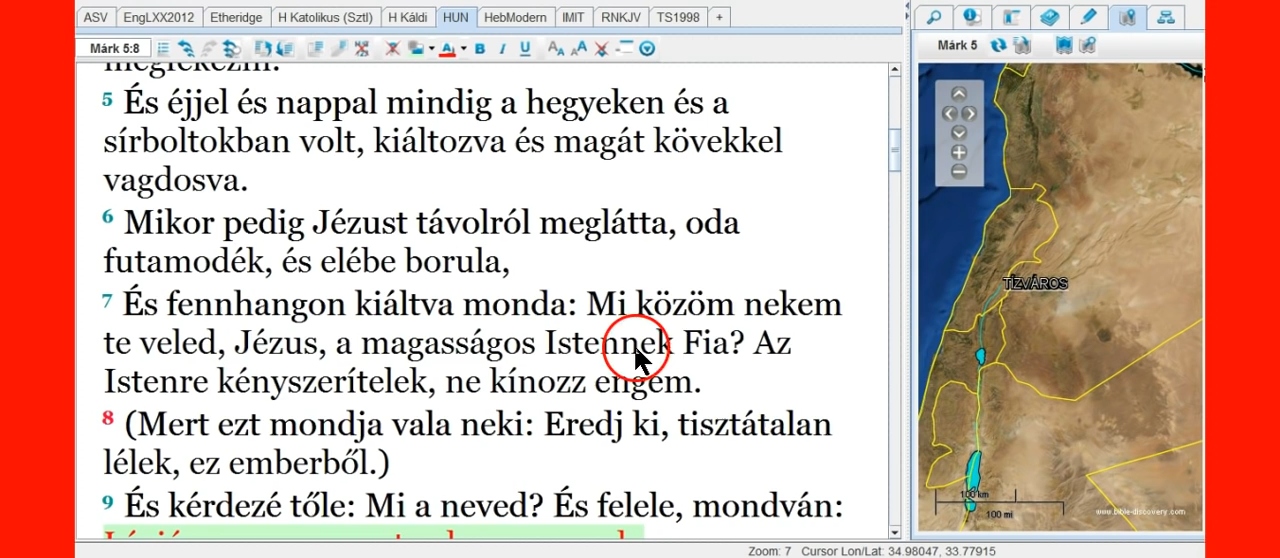 ASV EngLXX2012 Etheridge H Katolikus (Sztl) H Káldi HUN HebModern IMIT RNKJV TS1998 +
Márk 5:8
Márk 5
meglékezni.
5 És éjjel és nappal mindig a hegyeken és a
sírboltokban volt, kiáltozva és magát kövekkel
vagdosva.
6 Mikor pedig Jézust távolról meglátta, oda
futamodék, és elébe borula,
7 És fennhangon kiáltva monda: Mi közöm nekem
te veled, Jézus, a magasságos Istennek Fia? Az
Istenre kényszerítelek, ne kínozz engem.
8 (Mert ezt mondja vala neki: Eredj ki, tisztátalan
lélek, ez emberből.)
9 És kérdezé tőle: Mi a neved? És felele, mondván:
TÍZVÁROS
100 km
100 mi
www.bible-discovery.com
Zoom: 7 Cursor Lon/Lat: 34.98047, 33.77915